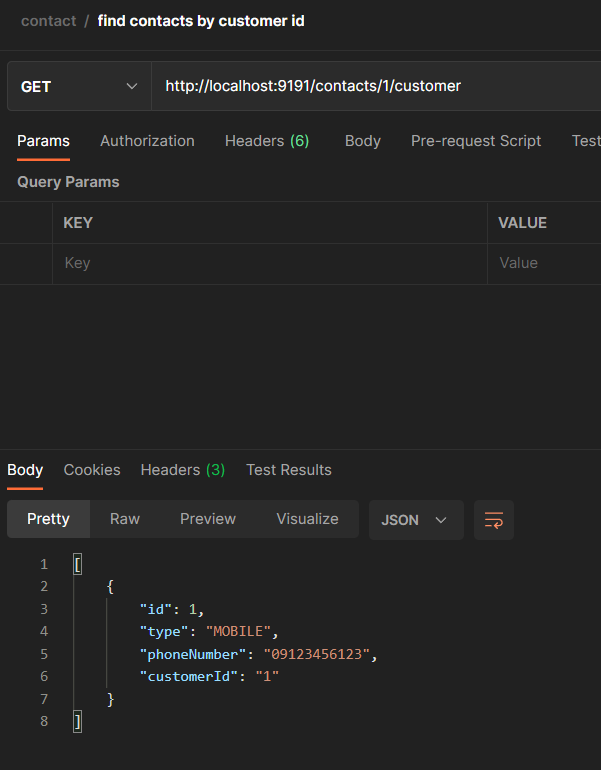 contact / find contacts by customer id
GET http://localhost:9191/contacts/1/customer
Params Authorization Headers (6) Body Pre-request Script Test
Query Params
KEY VALUE
Key Value
Body Cookies Headers (3) Test Results
Pretty Raw Preview Visualize JSON
1 [
2 {
3 "id": 1,
4 "type": "MOBILE",
5 "phoneNumber": "09123456123",
6 "customerId": "1"
7 }
8 ]